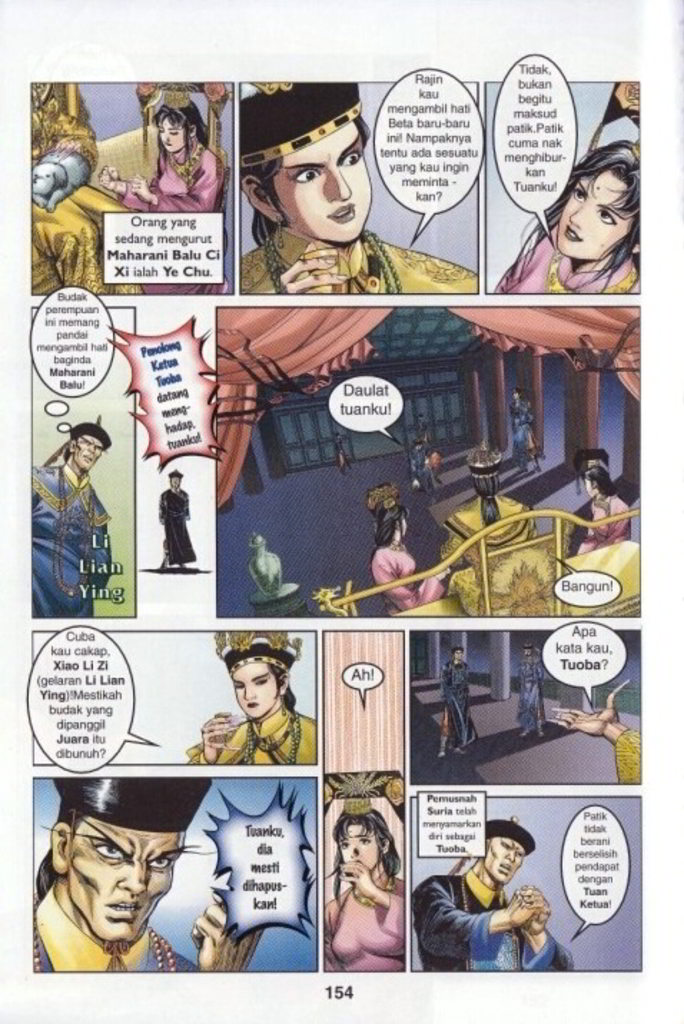 Orang yang
sedang mengurut
Maharani Balu Ci
Xi ialah Ye Chu.
Rajin
kau
mengambil hati
Beta baru-baru
ini! Nampaknya
tentu ada sesuatu
yang kau ingin
meminta -
kan?
Tidak,
bukan
begitu
maksud
patik.Patik
cuma nak
menghibur-
kan
Tuanku!
Budak
perempuan
ini memang
pandai
mengambil hati
baginda
Maharani
Balu!
Li
Lian
Ying
Penolong
Ketua
Tuoba
datang
meng-
hadap,
tuanku!
Daulat
tuanku!
Bangun!
Cuba
kau cakap,
Xiao Li Zi
(gelaran Li Lian
Ying)!Mestikah
budak yang
dipanggil
Juara itu
dibunuh?
Ah!
Apa
kata kau,
Tuoba?
Tuanku,
dia
mesti
dihapus-
kan!
Pemusnah
Suria telah
menyamarkan
diri sebagai
Tuoba.
Patik
tidak
berani
berselisih
pendapat
dengan
Tuan
Ketua!
154